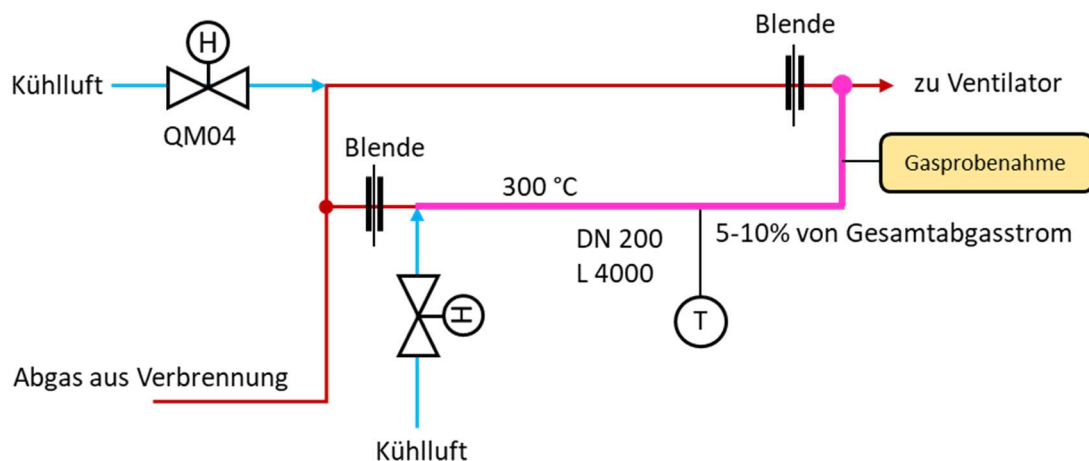 Blende
H
Kühlluft
zu Ventilator
QM04
Blende
Gasprobenahme
300 °C
DN 200
5-10% von Gesamtabgasstrom
L 4000
H
T
Abgas aus Verbrennung
Kühlluft